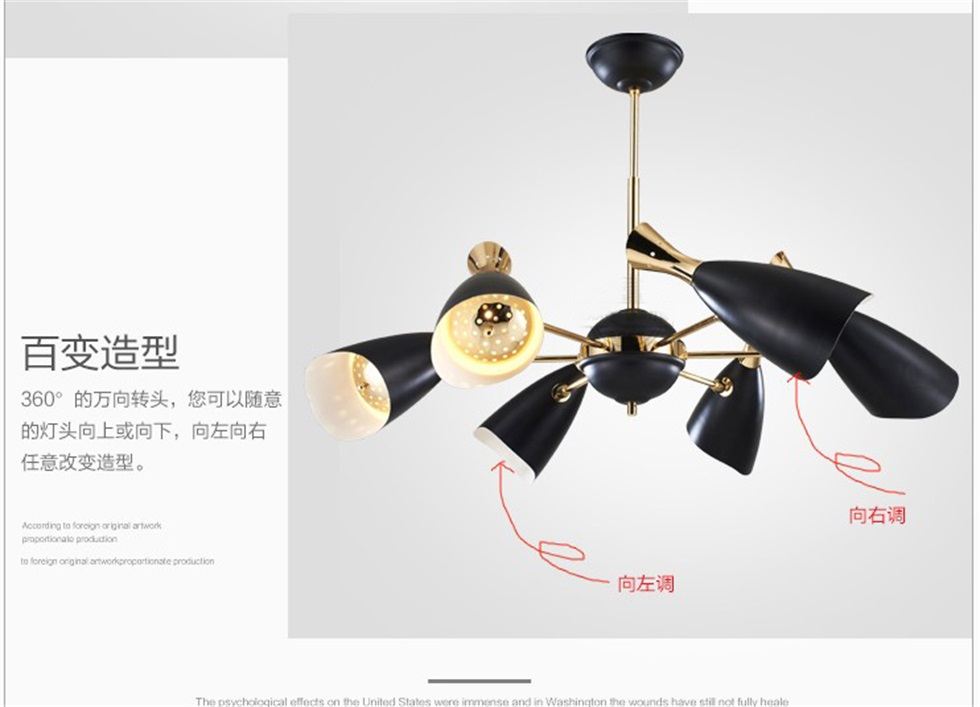 百变造型
360°的万向转头，您可以随意
的灯头向上或向下，向左向右
任意改变造型。
According to foreign original artwork
proportionate production
to foreign original artworkproportionate production
向右调
向左调
The psychological effects on the United States were immense and in Washington the wounds have still not fully heale